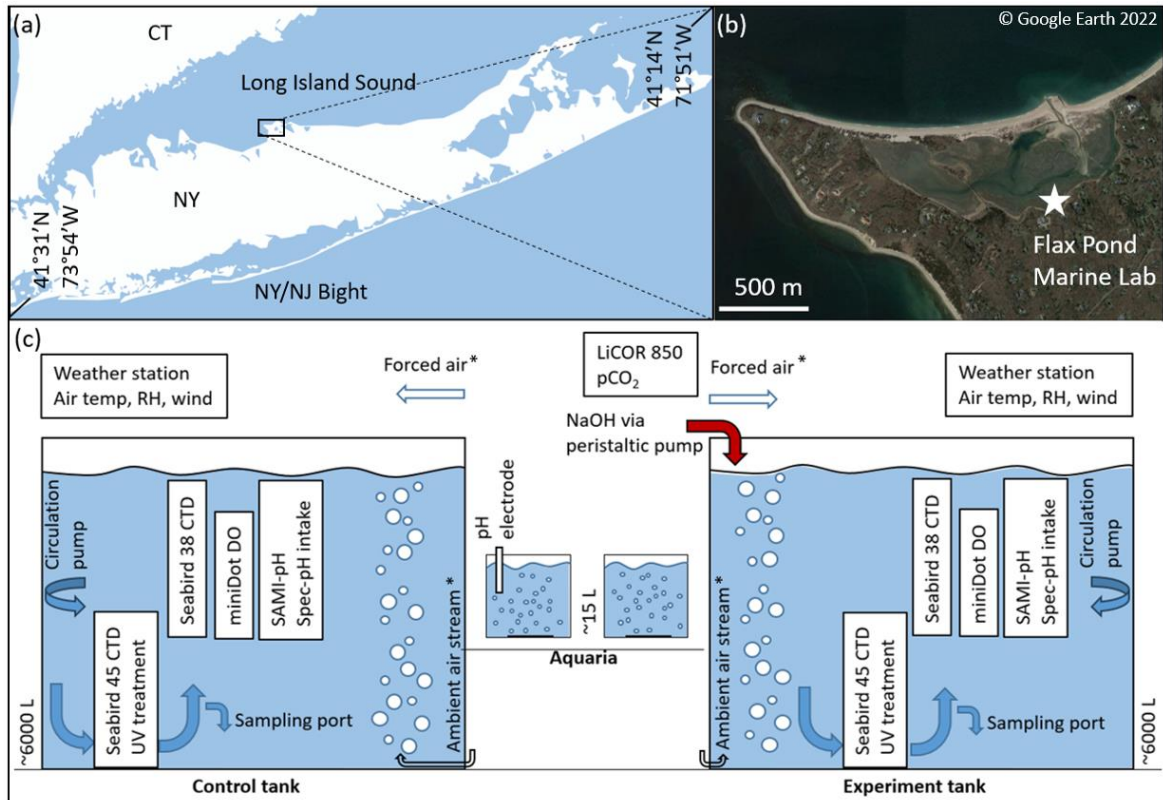 (a)
CT
Long Island Sound
41°14'N
71°51'W
NY
41°31'N
73°54'W
NY/NJ Bight
(b)
© Google Earth 2022
Flax Pond
Marine Lab
500 m
(c)
Weather station
Air temp, RH, wind
Forced air*
LiCOR 850
pCO₂
Forced air*
Weather station
Air temp, RH, wind
NaOH via
peristaltic pump
Circulation
pump
Seabird 38 CTD
miniDot DO
SAMI-pH
Spec-pH intake
Seabird 45 CTD
UV treatment
Sampling port
Ambient air stream*
~6000 L
Control tank
pH
electrode
~15 L
Aquaria
Ambient air stream*
Seabird 38 CTD
miniDot DO
SAMI-pH
Spec-pH intake
Circulation
pump
Seabird 45 CTD
UV treatment
Sampling port
~6000 L
Experiment tank